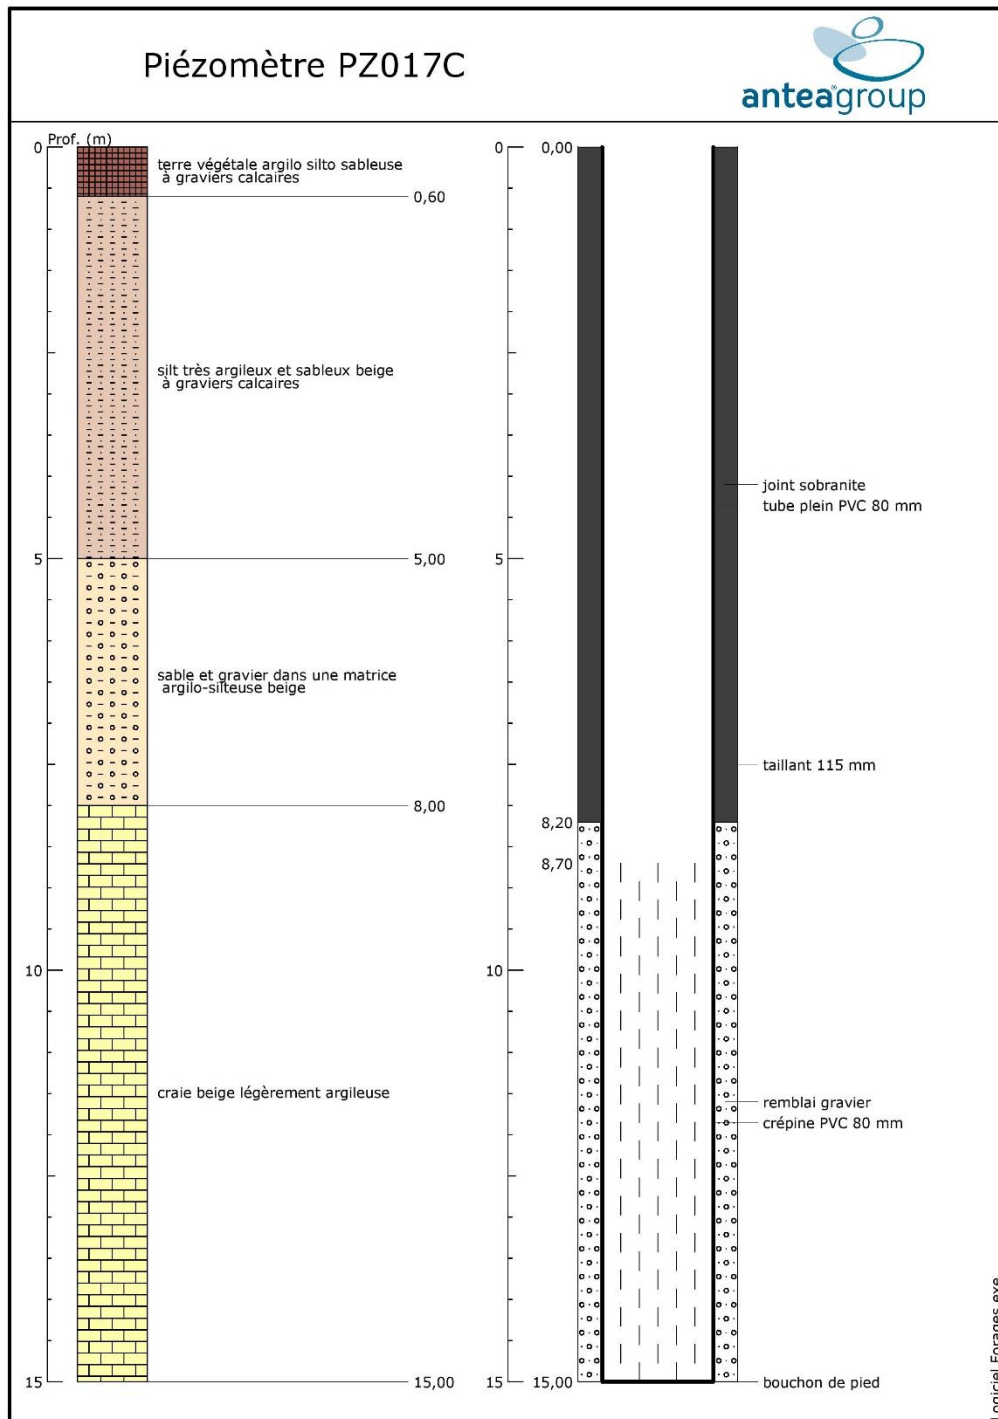 Piézomètre PZ017C
anteagroup
Prof. (m)
0
terre végétale argilo silto sableuse
à graviers calcaires
0,60
silt très argileux et sableux beige
à graviers calcaires
5
5,00
sable et gravier dans une matrice
argilo-silteuse beige
8,00
10
craie beige légèrement argileuse
15
15,00
0
0,00
joint sobranite
tube plein PVC 80 mm
5
taillant 115 mm
8,20
8,70
10
remblai gravier
crépine PVC 80 mm
15
15,00
bouchon de pied
Logiciel Forages.exe